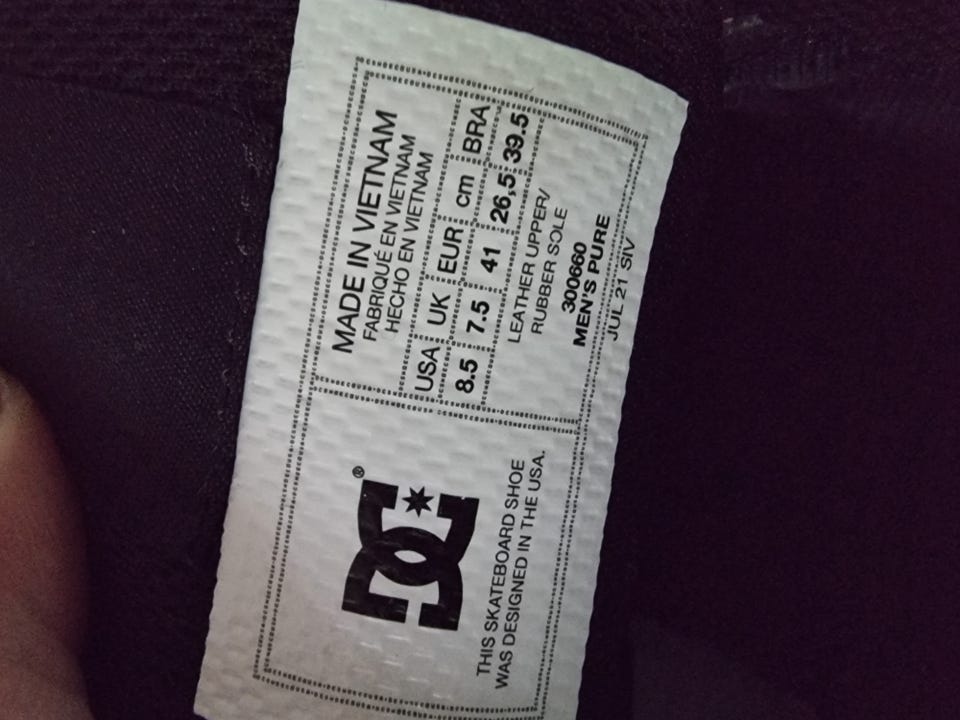 DC®
THIS SKATEBOARD SHOE
WAS DESIGNED IN THE USA.
MADE IN VIETNAM
FABRIQUÉ EN VIETNAM
HECHO EN VIETNAM
USA UK EUR cm BRA
8.5 7.5 41 26,5 39.5
LEATHER UPPER/
RUBBER SOLE
300660
MEN'S PURE
JUL 21 SIV